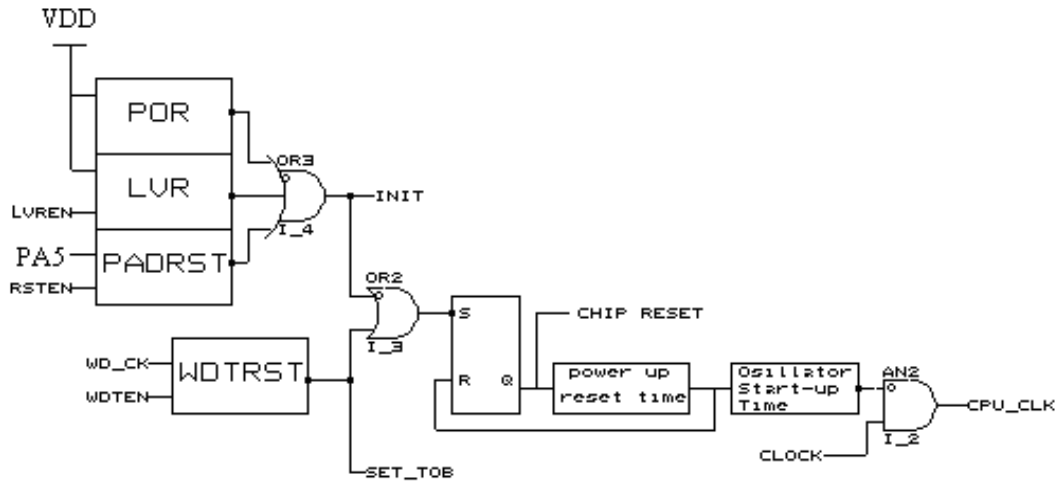 VDD
POR
OR3
LVR
INIT
LVREN
I_4
PA5
PADRST
RSTEN
OR2
S
CHIP RESET
I_3
WD_CK
WDTRST
WDTEN
R
Q
power up
reset time
Osillator
Start-up
Time
AN2
CPU_CLK
I_2
CLOCK
SET_TOB